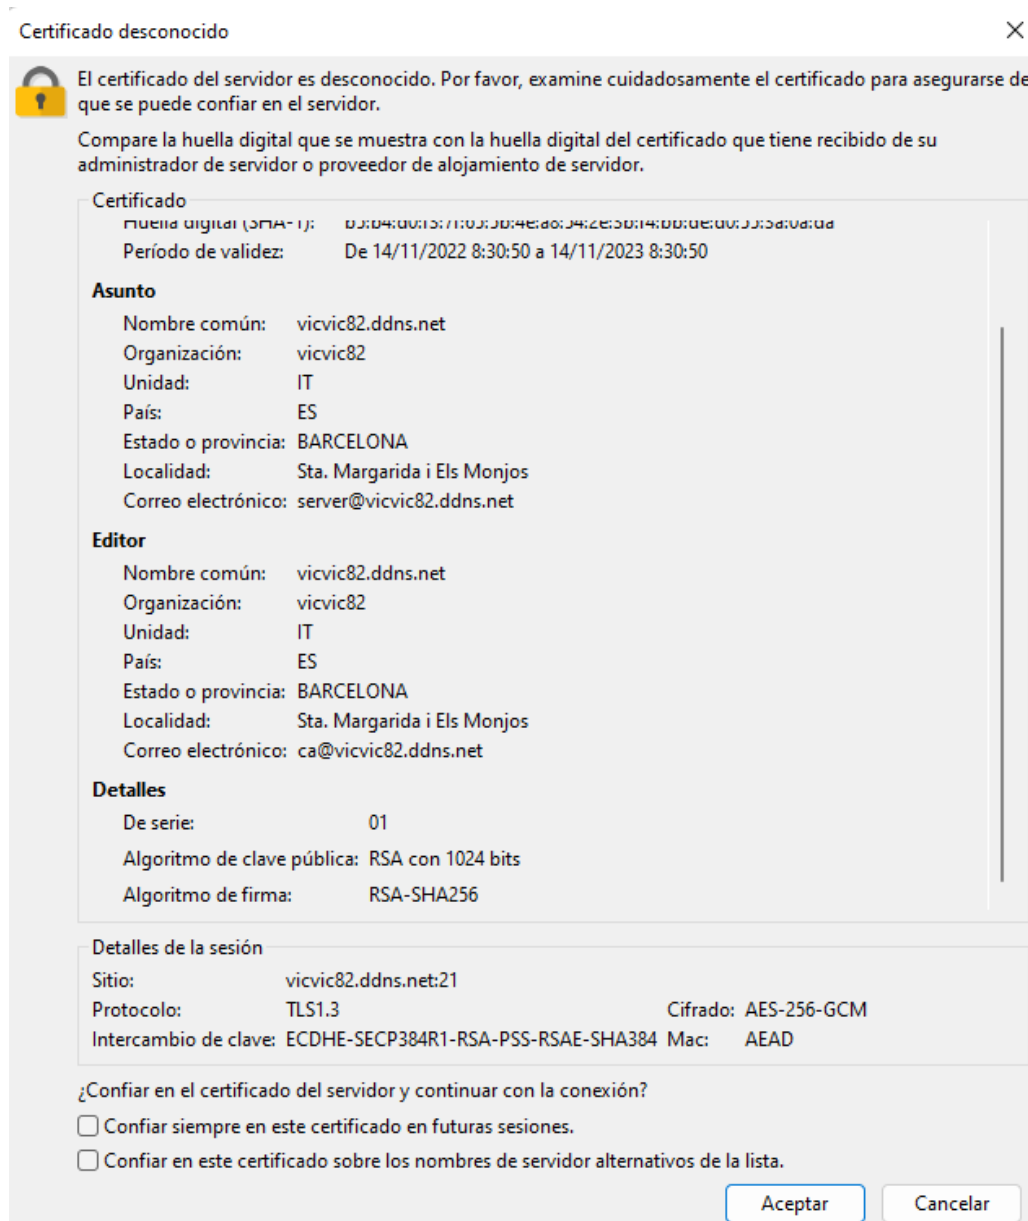 Certificado desconocido
El certificado del servidor es desconocido. Por favor, examine cuidadosamente el certificado para asegurarse de
que se puede confiar en el servidor.
Compare la huella digital que se muestra con la huella digital del certificado que tiene recibido de su
administrador de servidor o proveedor de alojamiento de servidor.
Certificado
Huella digital (SHA-1):
Período de validez: De 14/11/2022 8:30:50 a 14/11/2023 8:30:50
Asunto
Nombre común: vicvic82.ddns.net
Organización: vicvic82
Unidad: IT
País: ES
Estado o provincia: BARCELONA
Localidad: Sta. Margarida i Els Monjos
Correo electrónico: server@vicvic82.ddns.net
Editor
Nombre común: vicvic82.ddns.net
Organización: vicvic82
Unidad: IT
País: ES
Estado o provincia: BARCELONA
Localidad: Sta. Margarida i Els Monjos
Correo electrónico: ca@vicvic82.ddns.net
Detalles
De serie: 01
Algoritmo de clave pública: RSA con 1024 bits
Algoritmo de firma: RSA-SHA256
Detalles de la sesión
Sitio: vicvic82.ddns.net:21
Protocolo: TLS1.3 Cifrado: AES-256-GCM
Intercambio de clave: ECDHE-SECP384R1-RSA-PSS-RSAE-SHA384 Mac: AEAD
¿Confiar en el certificado del servidor y continuar con la conexión?
Confiar siempre en este certificado en futuras sesiones.
Confiar en este certificado sobre los nombres de servidor alternativos de la lista.
Aceptar Cancelar